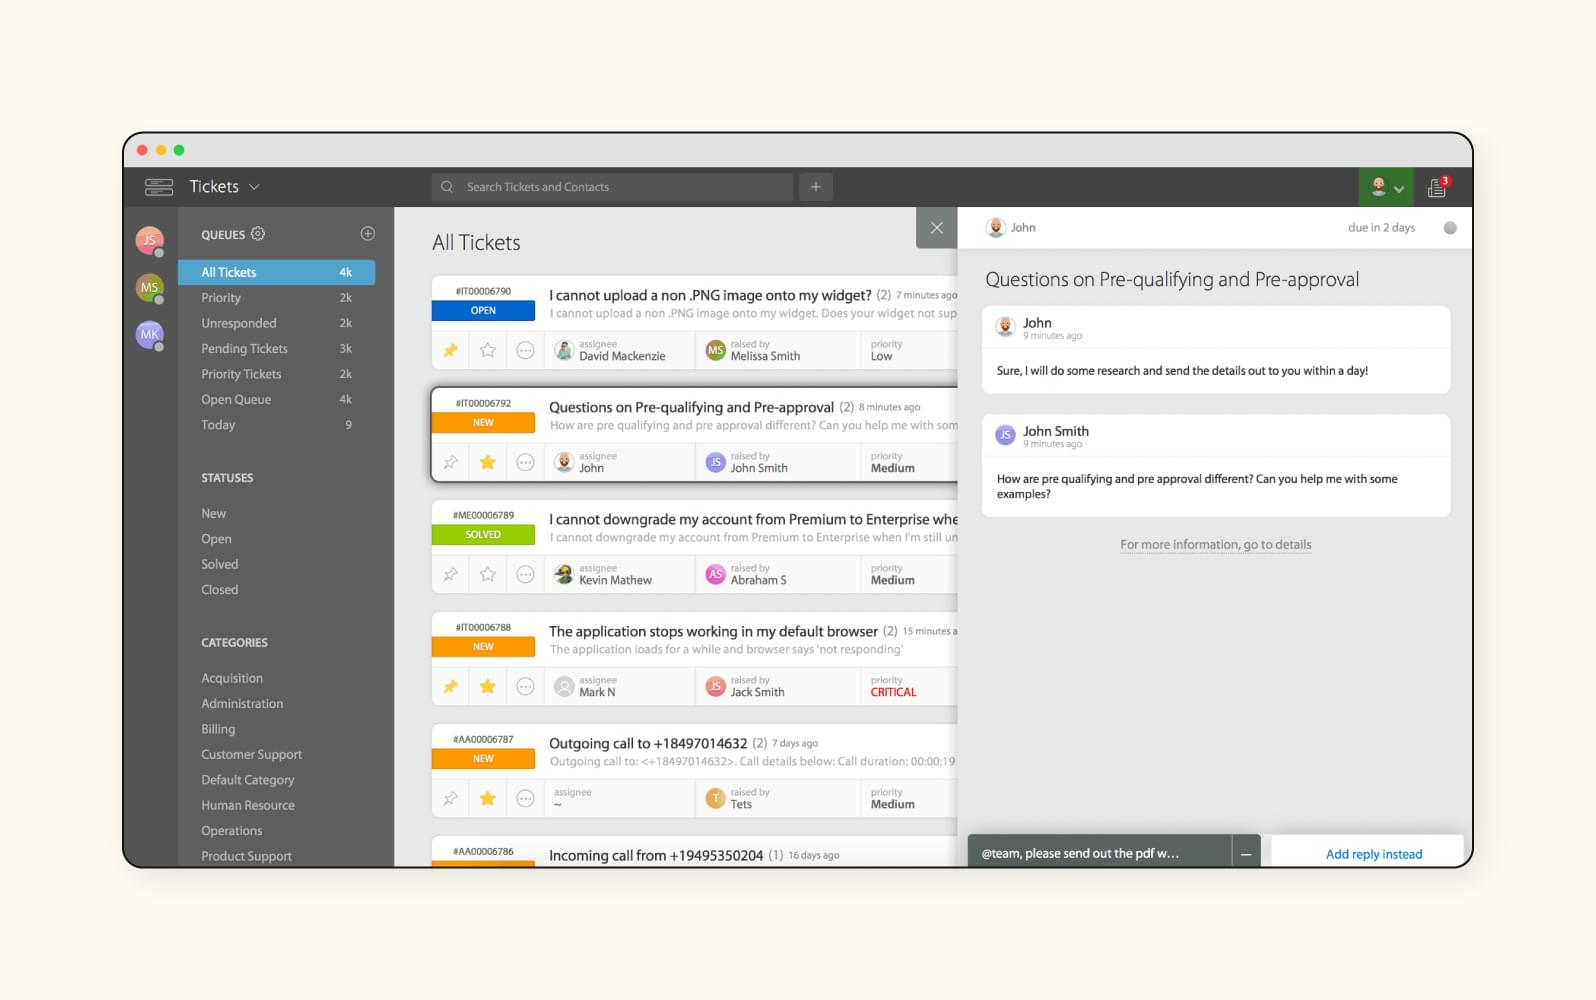 Tickets
Search Tickets and Contacts
+
3
JS
MS
MK
QUEUES
All Tickets 4k
Priority 2k
Unresponded 2k
Pending Tickets 3k
Priority Tickets 2k
Open Queue 4k
Today 9
STATUSES
New
Open
Solved
Closed
CATEGORIES
Acquisition
Administration
Billing
Customer Support
Default Category
Human Resource
Operations
Product Support
All Tickets
#IT00006790
OPEN
I cannot upload a non .PNG image onto my widget? (2) 7 minutes ago
I cannot upload a non .PNG image onto my widget. Does your widget not sup
assignee
David Mackenzie
MS
raised by
Melissa Smith
priority
Low
#IT00006792
NEW
Questions on Pre-qualifying and Pre-approval (2) 8 minutes ago
How are pre qualifying and pre approval different? Can you help me with som
assignee
John
JS
raised by
John Smith
priority
Medium
#ME00006789
SOLVED
I cannot downgrade my account from Premium to Enterprise whe
I cannot downgrade my account from Premium to Enterprise when I'm still un
assignee
Kevin Mathew
AS
raised by
Abraham S
priority
Medium
#IT00006788
NEW
The application stops working in my default browser (2) 15 minutes a
The application loads for a while and browser says 'not responding'
assignee
Mark N
JS
raised by
Jack Smith
priority
CRITICAL
#AA00006787
NEW
Outgoing call to +18497014632 (2) 7 days ago
Outgoing call to: <+18497014632>. Call details below: Call duration: 00:00:19
assignee
~
T
raised by
Tets
priority
Medium
#AA00006786
Incoming call from +19495350204 (1) 16 days ago
John
due in 2 days
Questions on Pre-qualifying and Pre-approval
John
9 minutes ago
Sure, I will do some research and send the details out to you within a day!
JS
John Smith
9 minutes ago
How are pre qualifying and pre approval different? Can you help me with some
examples?
For more information, go to details
@team, please send out the pdf w...
Add reply instead